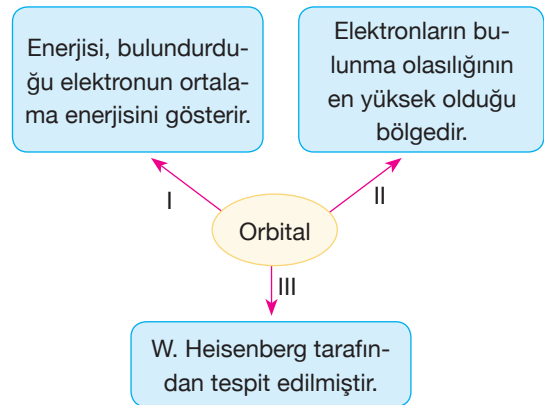 Enerjisi, bulundurdu-
ğu elektronun ortala-
ma enerjisini gösterir.
Elektronların bu-
lunma olasılığının
en yüksek olduğu
bölgedir.
I
II
Orbital
III
W. Heisenberg tarafın-
dan tespit edilmiştir.